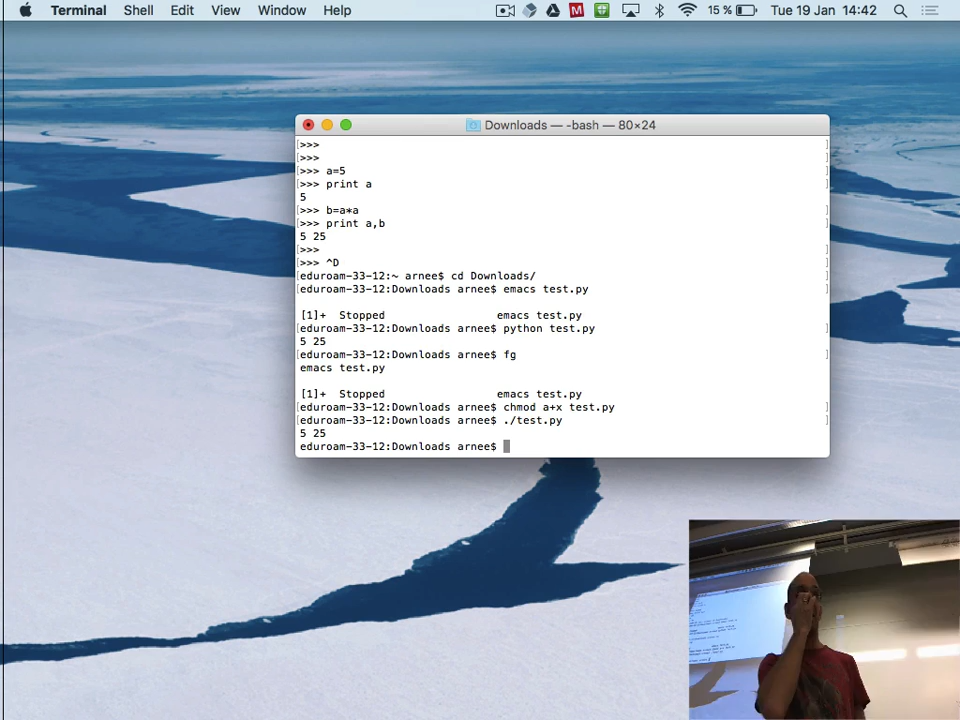 Terminal Shell Edit View Window Help 15 % Tue 19 Jan 14:42
Downloads — -bash — 80×24
[>>>
[>>>
[>>> a=5
[>>> print a
5
[>>> b=a*a
[>>> print a,b
5 25
[>>>
[>>> ^D
[eduroam-33-12:~ arnee$ cd Downloads/
[eduroam-33-12:Downloads arnee$ emacs test.py
[1]+  Stopped                 emacs test.py
[eduroam-33-12:Downloads arnee$ python test.py
5 25
[eduroam-33-12:Downloads arnee$ fg
emacs test.py
[1]+  Stopped                 emacs test.py
[eduroam-33-12:Downloads arnee$ chmod a+x test.py
[eduroam-33-12:Downloads arnee$ ./test.py
5 25
eduroam-33-12:Downloads arnee$